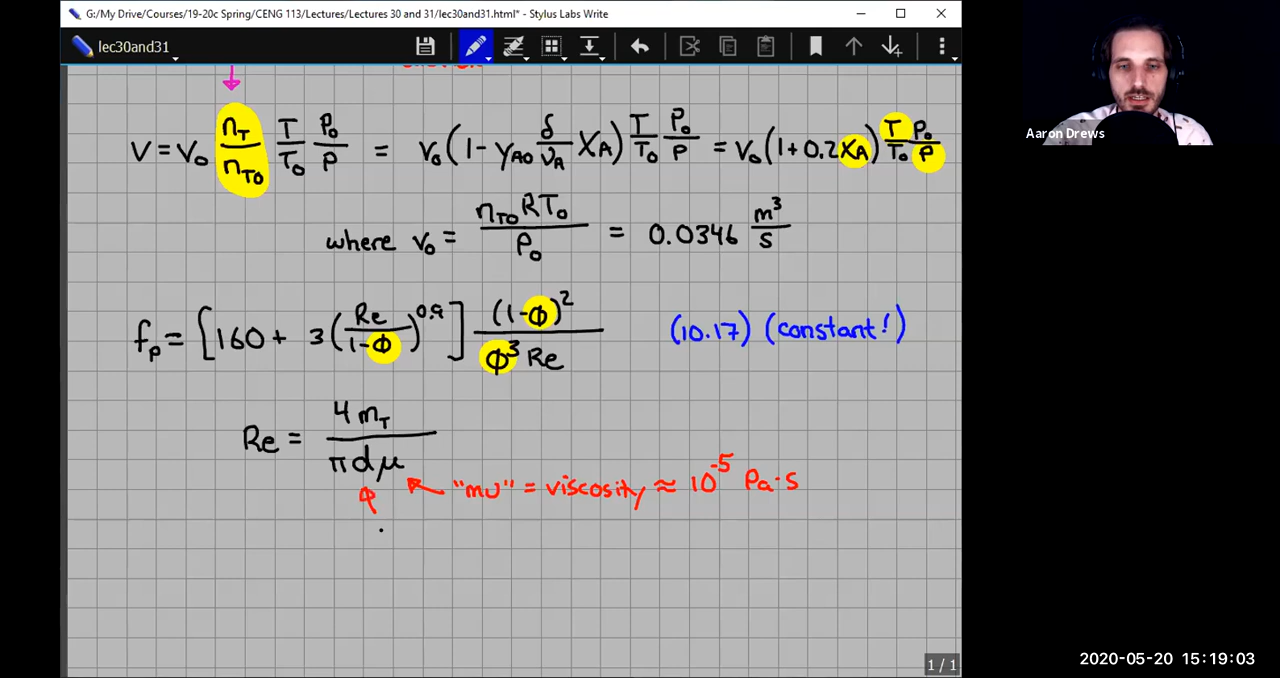 G:/My Drive/Courses/19-20c Spring/CENG 113/Lectures/Lectures 30 and 31/lec30and31.html* - Stylus Labs Write
lec30and31
V = V₀ n_T/n_T0 T/T₀ P₀/P = V₀(1 - y_A0 δ/ν_A X_A) T/T₀ P₀/P = V₀(1 + 0.2X_A) T/T₀ P₀/P
where V₀ = n_T0 RT₀/P₀ = 0.0346 m³/s
f_p = [160 + 3(Re/(1-Φ))^0.9] (1-Φ)²/(Φ³ Re) (10.17) (constant!)
Re = 4 m_T/(π d μ)
"mu" = viscosity ≈ 10⁻⁵ Pa·s
Aaron Drews
1 / 1
2020-05-20 15:19:03